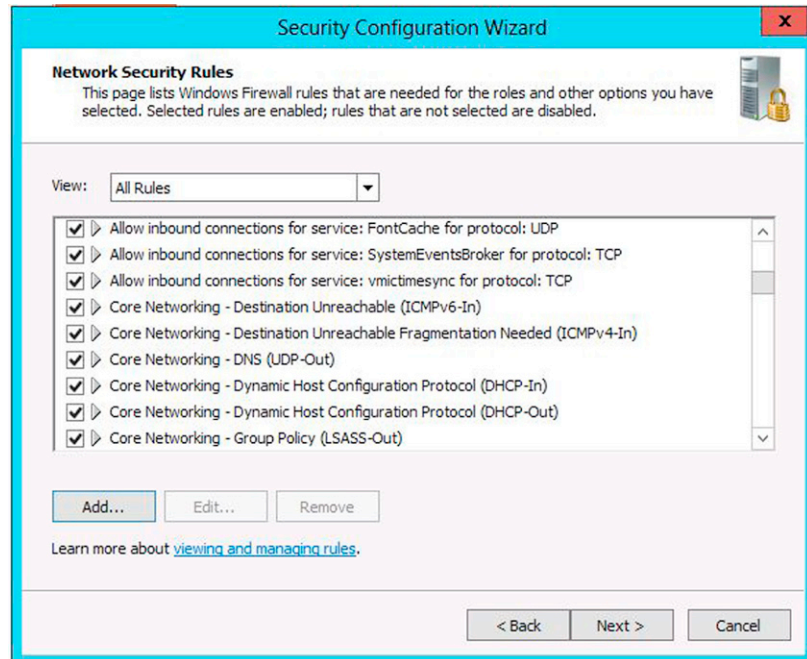 Security Configuration Wizard
x
Network Security Rules
This page lists Windows Firewall rules that are needed for the roles and other options you have
selected. Selected rules are enabled; rules that are not selected are disabled.
View: All Rules
Allow inbound connections for service: FontCache for protocol: UDP
Allow inbound connections for service: SystemEventsBroker for protocol: TCP
Allow inbound connections for service: vmictimesync for protocol: TCP
Core Networking - Destination Unreachable (ICMPv6-In)
Core Networking - Destination Unreachable Fragmentation Needed (ICMPv4-In)
Core Networking - DNS (UDP-Out)
Core Networking - Dynamic Host Configuration Protocol (DHCP-In)
Core Networking - Dynamic Host Configuration Protocol (DHCP-Out)
Core Networking - Group Policy (LSASS-Out)
Add... Edit... Remove
Learn more about viewing and managing rules.
< Back Next > Cancel